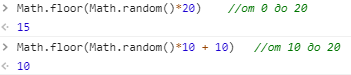 > Math.floor(Math.random()*20) //от 0 до 20
< 15
> Math.floor(Math.random()*10 + 10) //от 10 до 20
< 10